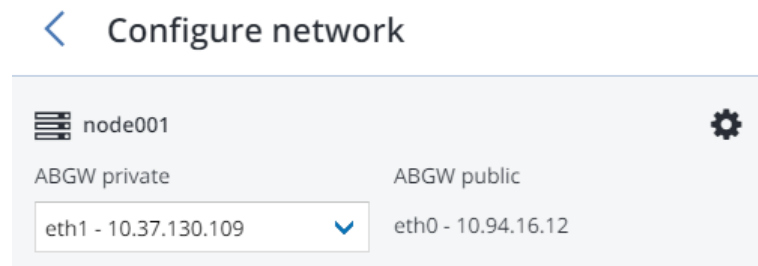 Configure network
node001
ABGW private
ABGW public
eth1 - 10.37.130.109
eth0 - 10.94.16.12